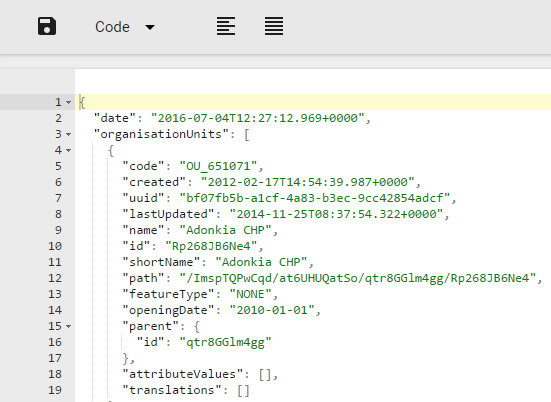 Code
1 {
2 "date": "2016-07-04T12:27:12.969+0000",
3 "organisationUnits": [
4 {
5 "code": "OU_651071",
6 "created": "2012-02-17T14:54:39.987+0000",
7 "uuid": "bf07fb5b-a1cf-4a83-b3ec-9cc42854adcf",
8 "lastUpdated": "2014-11-25T08:37:54.322+0000",
9 "name": "Adonkia CHP",
10 "id": "Rp268JB6Ne4",
11 "shortName": "Adonkia CHP",
12 "path": "/ImspTQPwCqd/at6UHUQatSo/qtr8GGlm4gg/Rp268JB6Ne4",
13 "featureType": "NONE",
14 "openingDate": "2010-01-01",
15 "parent": {
16 "id": "qtr8GGlm4gg"
17 },
18 "attributeValues": [],
19 "translations": []